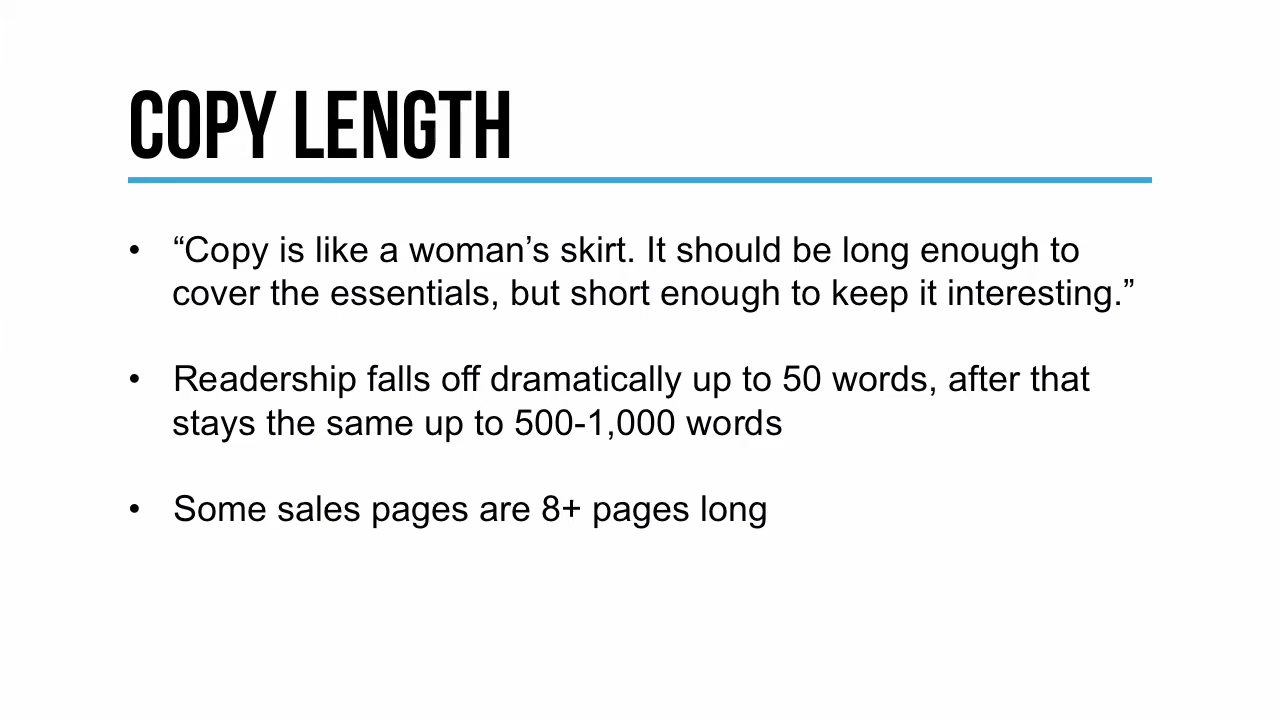 COPY LENGTH
• “Copy is like a woman’s skirt. It should be long enough to
cover the essentials, but short enough to keep it interesting.”
• Readership falls off dramatically up to 50 words, after that
stays the same up to 500-1,000 words
• Some sales pages are 8+ pages long